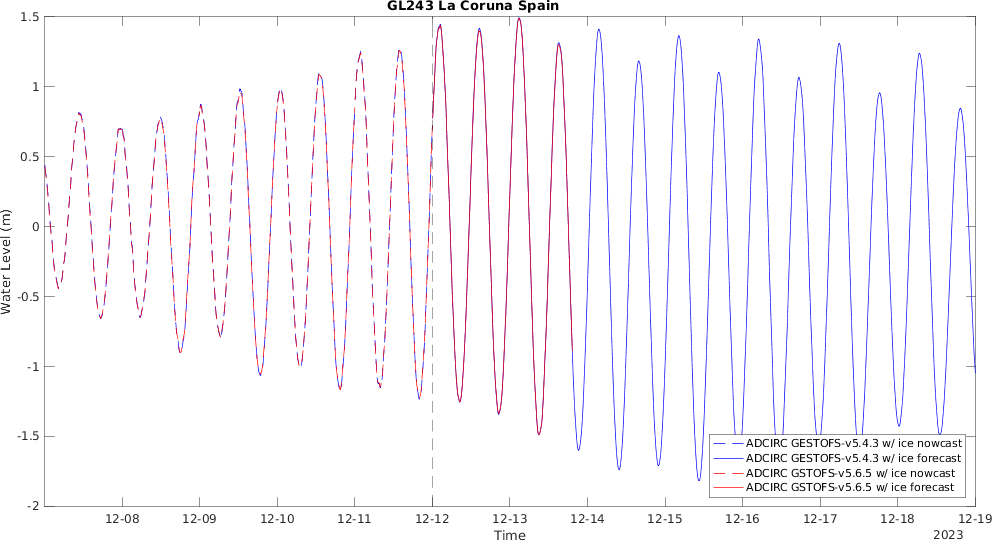 GL243 La Coruna Spain
1.5
1
0.5
0
-0.5
-1
-1.5
-2
Water Level (m)
ADCIRC GESTOFS-v5.4.3 w/ ice nowcast
ADCIRC GESTOFS-v5.4.3 w/ ice forecast
ADCIRC GSTOFS-v5.6.5 w/ ice nowcast
ADCIRC GSTOFS-v5.6.5 w/ ice forecast
12-08 12-09 12-10 12-11 12-12 12-13 12-14 12-15 12-16 12-17 12-18 12-19
Time
2023